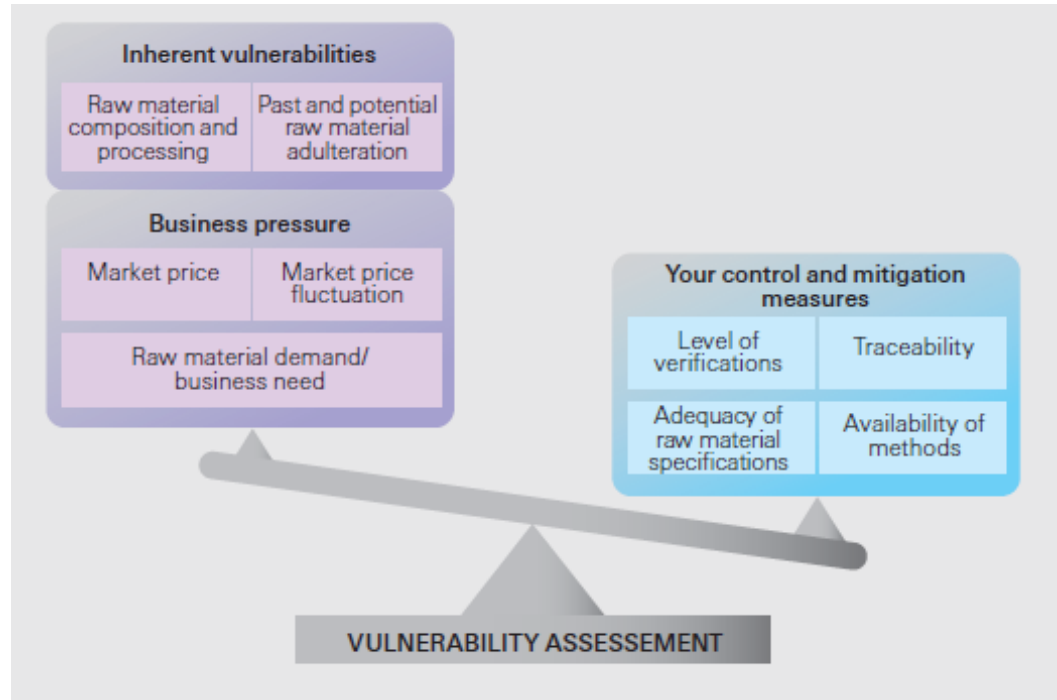 Inherent vulnerabilities
Raw material
composition and
processing
Past and potential
raw material
adulteration
Business pressure
Market price
Market price
fluctuation
Raw material demand/
business need
Your control and mitigation
measures
Level of
verifications
Traceability
Adequacy of
raw material
specifications
Availability of
methods
VULNERABILITY ASSESSEMENT